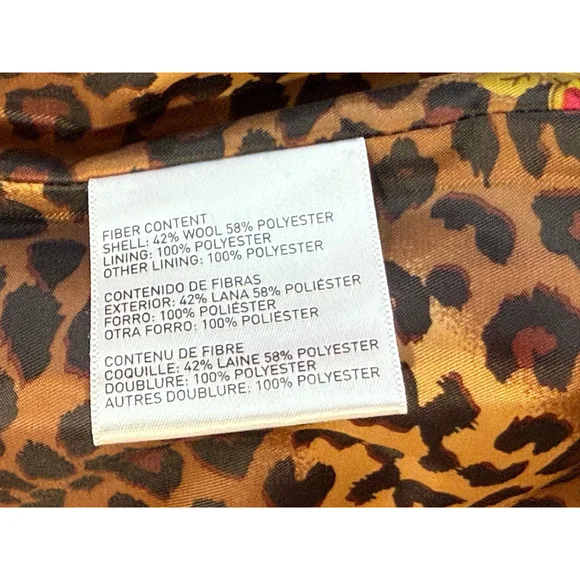 FIBER CONTENT
SHELL: 42% WOOL 58% POLYESTER
LINING: 100% POLYESTER
OTHER LINING: 100% POLYESTER
CONTENIDO DE FIBRAS
EXTERIOR: 42% LANA 58% POLIÉSTER
FORRO: 100% POLIÉSTER
OTRA FORRO: 100% POLIÉSTER
CONTENU DE FIBRE
COQUILLE: 42% LAINE 58% POLYESTER
DOUBLURE: 100% POLYESTER
AUTRES DOUBLURE: 100% POLYESTER